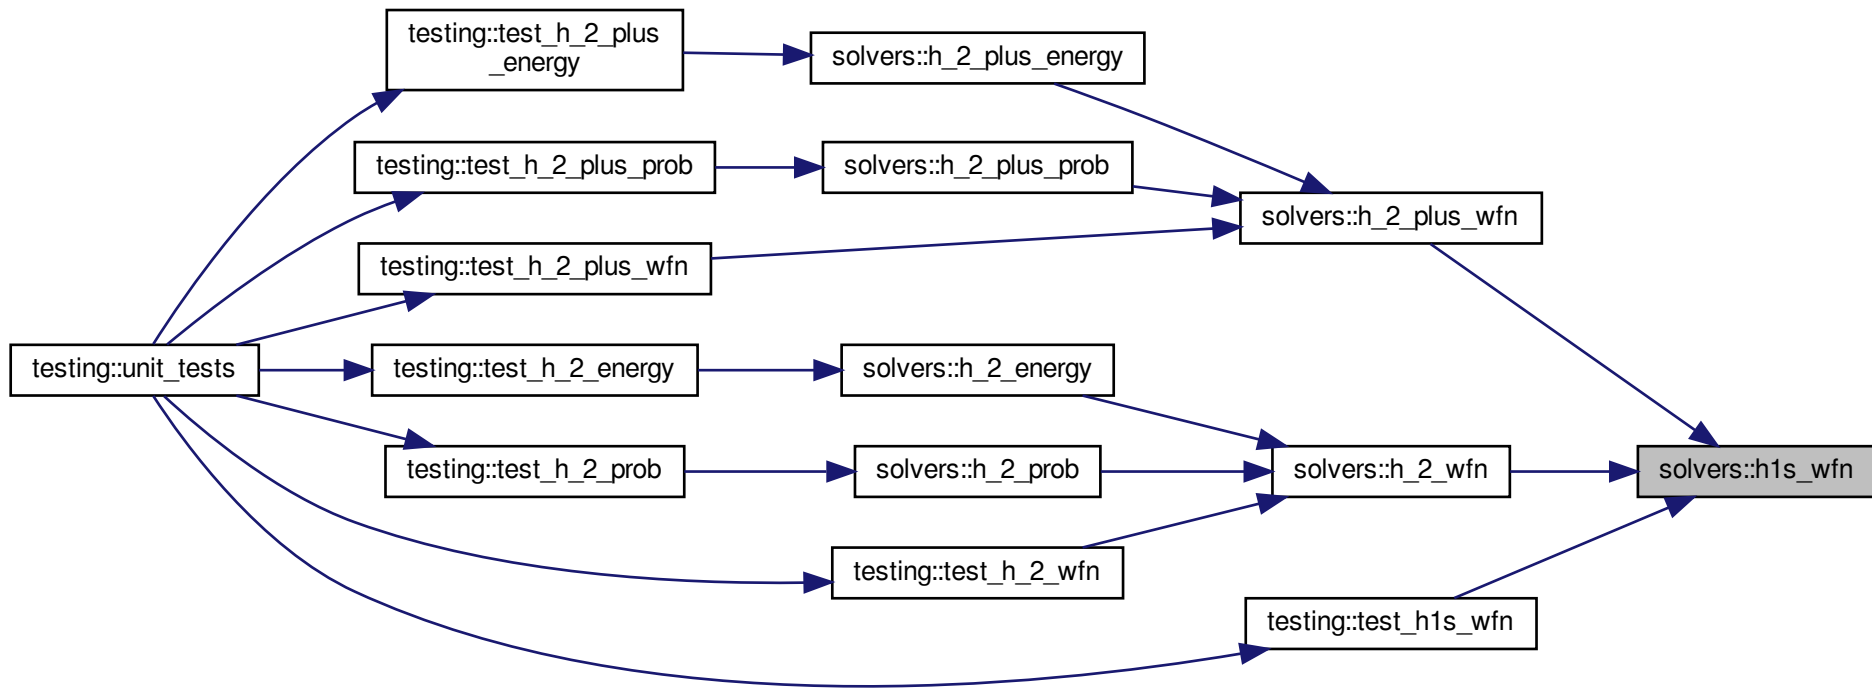 testing::test_h_2_plus
_energy
solvers::h_2_plus_energy
testing::test_h_2_plus_prob
solvers::h_2_plus_prob
solvers::h_2_plus_wfn
testing::test_h_2_plus_wfn
testing::unit_tests
testing::test_h_2_energy
solvers::h_2_energy
testing::test_h_2_prob
solvers::h_2_prob
solvers::h_2_wfn
solvers::h1s_wfn
testing::test_h_2_wfn
testing::test_h1s_wfn